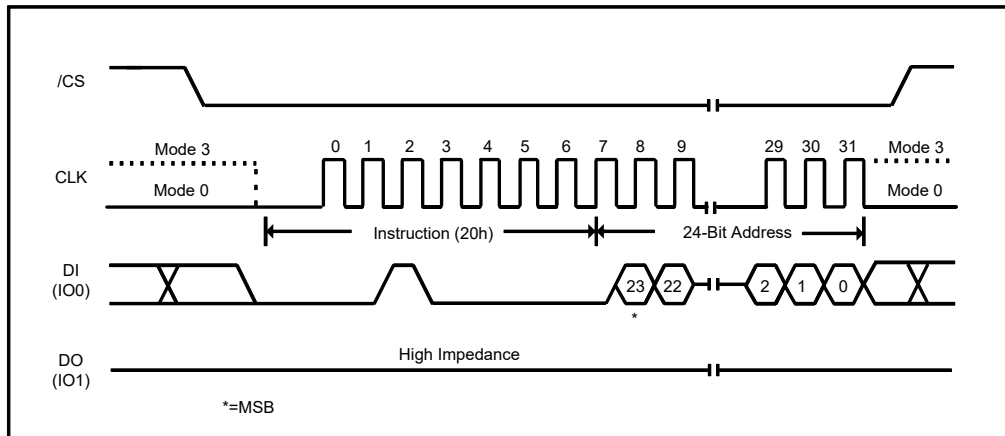 /CS
Mode 3
CLK
Mode 0
0 1 2 3 4 5 6 7 8 9 29 30 31
Mode 3
Mode 0
Instruction (20h)
24-Bit Address
DI
(IO0)
23 22 2 1 0
*
High Impedance
DO
(IO1)
*=MSB